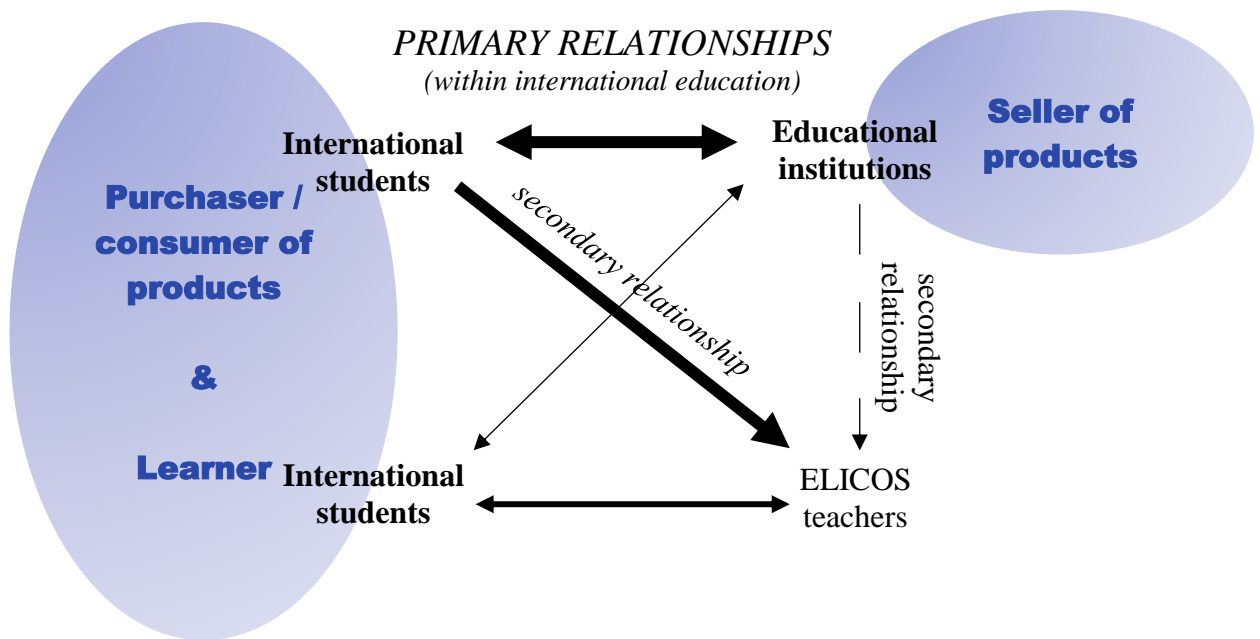 PRIMARY RELATIONSHIPS
(within international education)
International
students
Educational
institutions
Seller of
products
Purchaser /
consumer of
products
&
Learner
secondary relationship
secondary
relationship
International
students
ELICOS
teachers